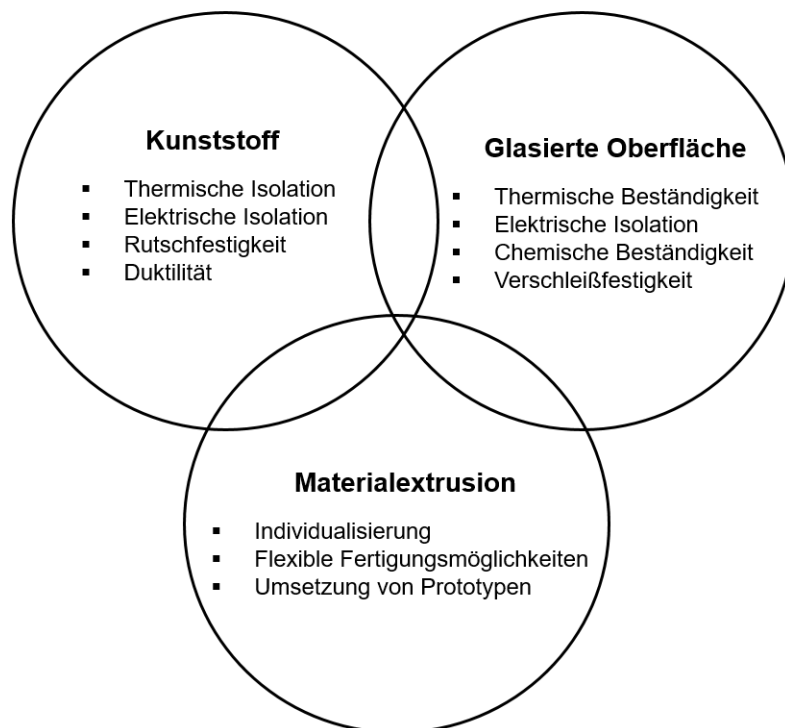 Kunststoff
▪ Thermische Isolation
▪ Elektrische Isolation
▪ Rutschfestigkeit
▪ Duktilität
Glasierte Oberfläche
▪ Thermische Beständigkeit
▪ Elektrische Isolation
▪ Chemische Beständigkeit
▪ Verschleißfestigkeit
Materialextrusion
▪ Individualisierung
▪ Flexible Fertigungsmöglichkeiten
▪ Umsetzung von Prototypen